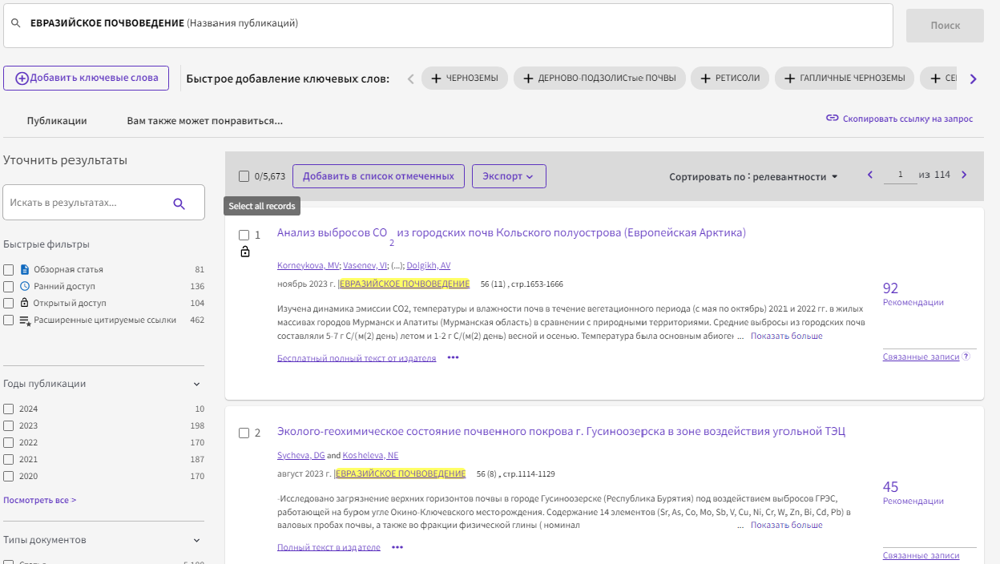 ЕВРАЗИЙСКОЕ ПОЧВОВЕДЕНИЕ (Названия публикаций)
Поиск
Добавить ключевые слова
Быстрое добавление ключевых слов:
ЧЕРНОЗЕМЫ
ДЕРНОВО-ПОДЗОЛИСтые ПОЧВЫ
РЕТИСОЛИ
ГАПЛИЧНЫЕ ЧЕРНОЗЕМЫ
Публикации
Вам также может понравиться...
Скопировать ссылку на запрос
Уточнить результаты
Искать в результатах...
Быстрые фильтры
Обзорная статья 81
Ранний доступ 136
Открытый доступ 104
Расширенные цитируемые ссылки 462
Годы публикации
2024 10
2023 198
2022 170
2021 187
2020 170
Посмотреть все >
Типы документов
0/5,673
Добавить в список отмеченных
Экспорт
Сортировать по : релевантности
1 из 114
Select all records
1
Анализ выбросов СО2 из городских почв Кольского полуострова (Европейская Арктика)
Korneykova, MV; Vasenev, VI; (...); Dolgikh, AV
ноябрь 2023 г. |ЕВРАЗИЙСКОЕ ПОЧВОВЕДЕНИЕ 56 (11) , стр.1653-1666
Изучена динамика эмиссии СО2, температуры и влажности почв в течение вегетационного периода (с мая по октябрь) 2021 и 2022 гг. в жилых
массивах городов Мурманск и Апатиты (Мурманская область) в сравнении с природными территориями. Средние выбросы из городских почв
составляли 5-7 г С/(м(2) день) летом и 1-2 г С/(м(2) день) весной и осенью. Температура была основным абиоген ... Показать больше
Бесплатный полный текст от издателя •••
92
Рекомендации
Связанные записи ?
2
Эколого-геохимическое состояние почвенного покрова г. Гусиноозерска в зоне воздействия угольной ТЭЦ
Sycheva, DG and Kosheleva, NE
август 2023 г. |ЕВРАЗИЙСКОЕ ПОЧВОВЕДЕНИЕ 56 (8) , стр.1114-1129
-Исследовано загрязнение верхних горизонтов почвы в городе Гусиноозерске (Республика Бурятия) под воздействием выбросов ГРЭС,
работающей на буром угле Окино-Ключевского месторождения. Содержание 14 элементов (Sr, As, Co, Mo, Sb, V, Cu, Ni, Cr, W, Zn, Bi, Cd, Pb) в
валовых пробах почвы, а также во фракции физической глины ( номинал ... Показать больше
Полный текст в издателе •••
45
Рекомендации
Связанные записи